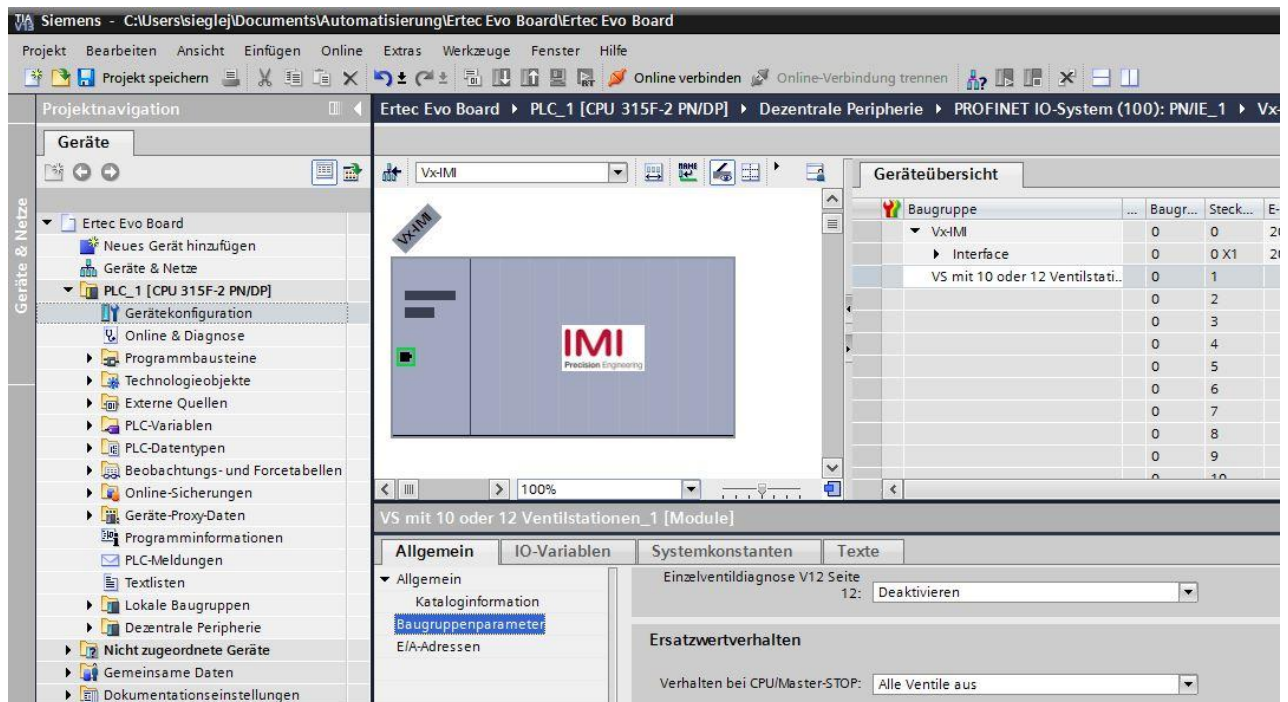 Siemens - C:\Users\sieglej\Documents\Automatisierung\Ertec Evo Board\Ertec Evo Board
Projekt Bearbeiten Ansicht Einfügen Online Extras Werkzeuge Fenster Hilfe
Projekt speichern Online verbinden Online-Verbindung trennen
Projektnavigation
Ertec Evo Board PLC_1 [CPU 315F-2 PN/DP] Dezentrale Peripherie PROFINET IO-System (100): PN/IE_1 Vx-
Geräte
Geräte & Netze
Ertec Evo Board
Neues Gerät hinzufügen
Geräte & Netze
PLC_1 [CPU 315F-2 PN/DP]
Gerätekonfiguration
Online & Diagnose
Programmbausteine
Technologieobjekte
Externe Quellen
PLC-Variablen
PLC-Datentypen
Beobachtungs- und Forcetabellen
Online-Sicherungen
Geräte-Proxy-Daten
Programminformationen
PLC-Meldungen
Textlisten
Lokale Baugruppen
Dezentrale Peripherie
Nicht zugeordnete Geräte
Gemeinsame Daten
Dokumentationseinstellungen
Vx-IMI
Vx-IMI
IMI
Precision Engineering
100%
Geräteübersicht
Baugruppe ... Baugr... Steck... E-
Vx-IMI 0 0 20
Interface 0 0 X1 20
VS mit 10 oder 12 Ventilstati.. 0 1
0 2
0 3
0 4
0 5
0 6
0 7
0 8
0 9
0 10
VS mit 10 oder 12 Ventilstationen_1 [Module]
Allgemein IO-Variablen Systemkonstanten Texte
Allgemein
Kataloginformation
Baugruppenparameter
E/A-Adressen
Einzelventildiagnose V12 Seite
12: Deaktivieren
Ersatzwertverhalten
Verhalten bei CPU/Master-STOP: Alle Ventile aus